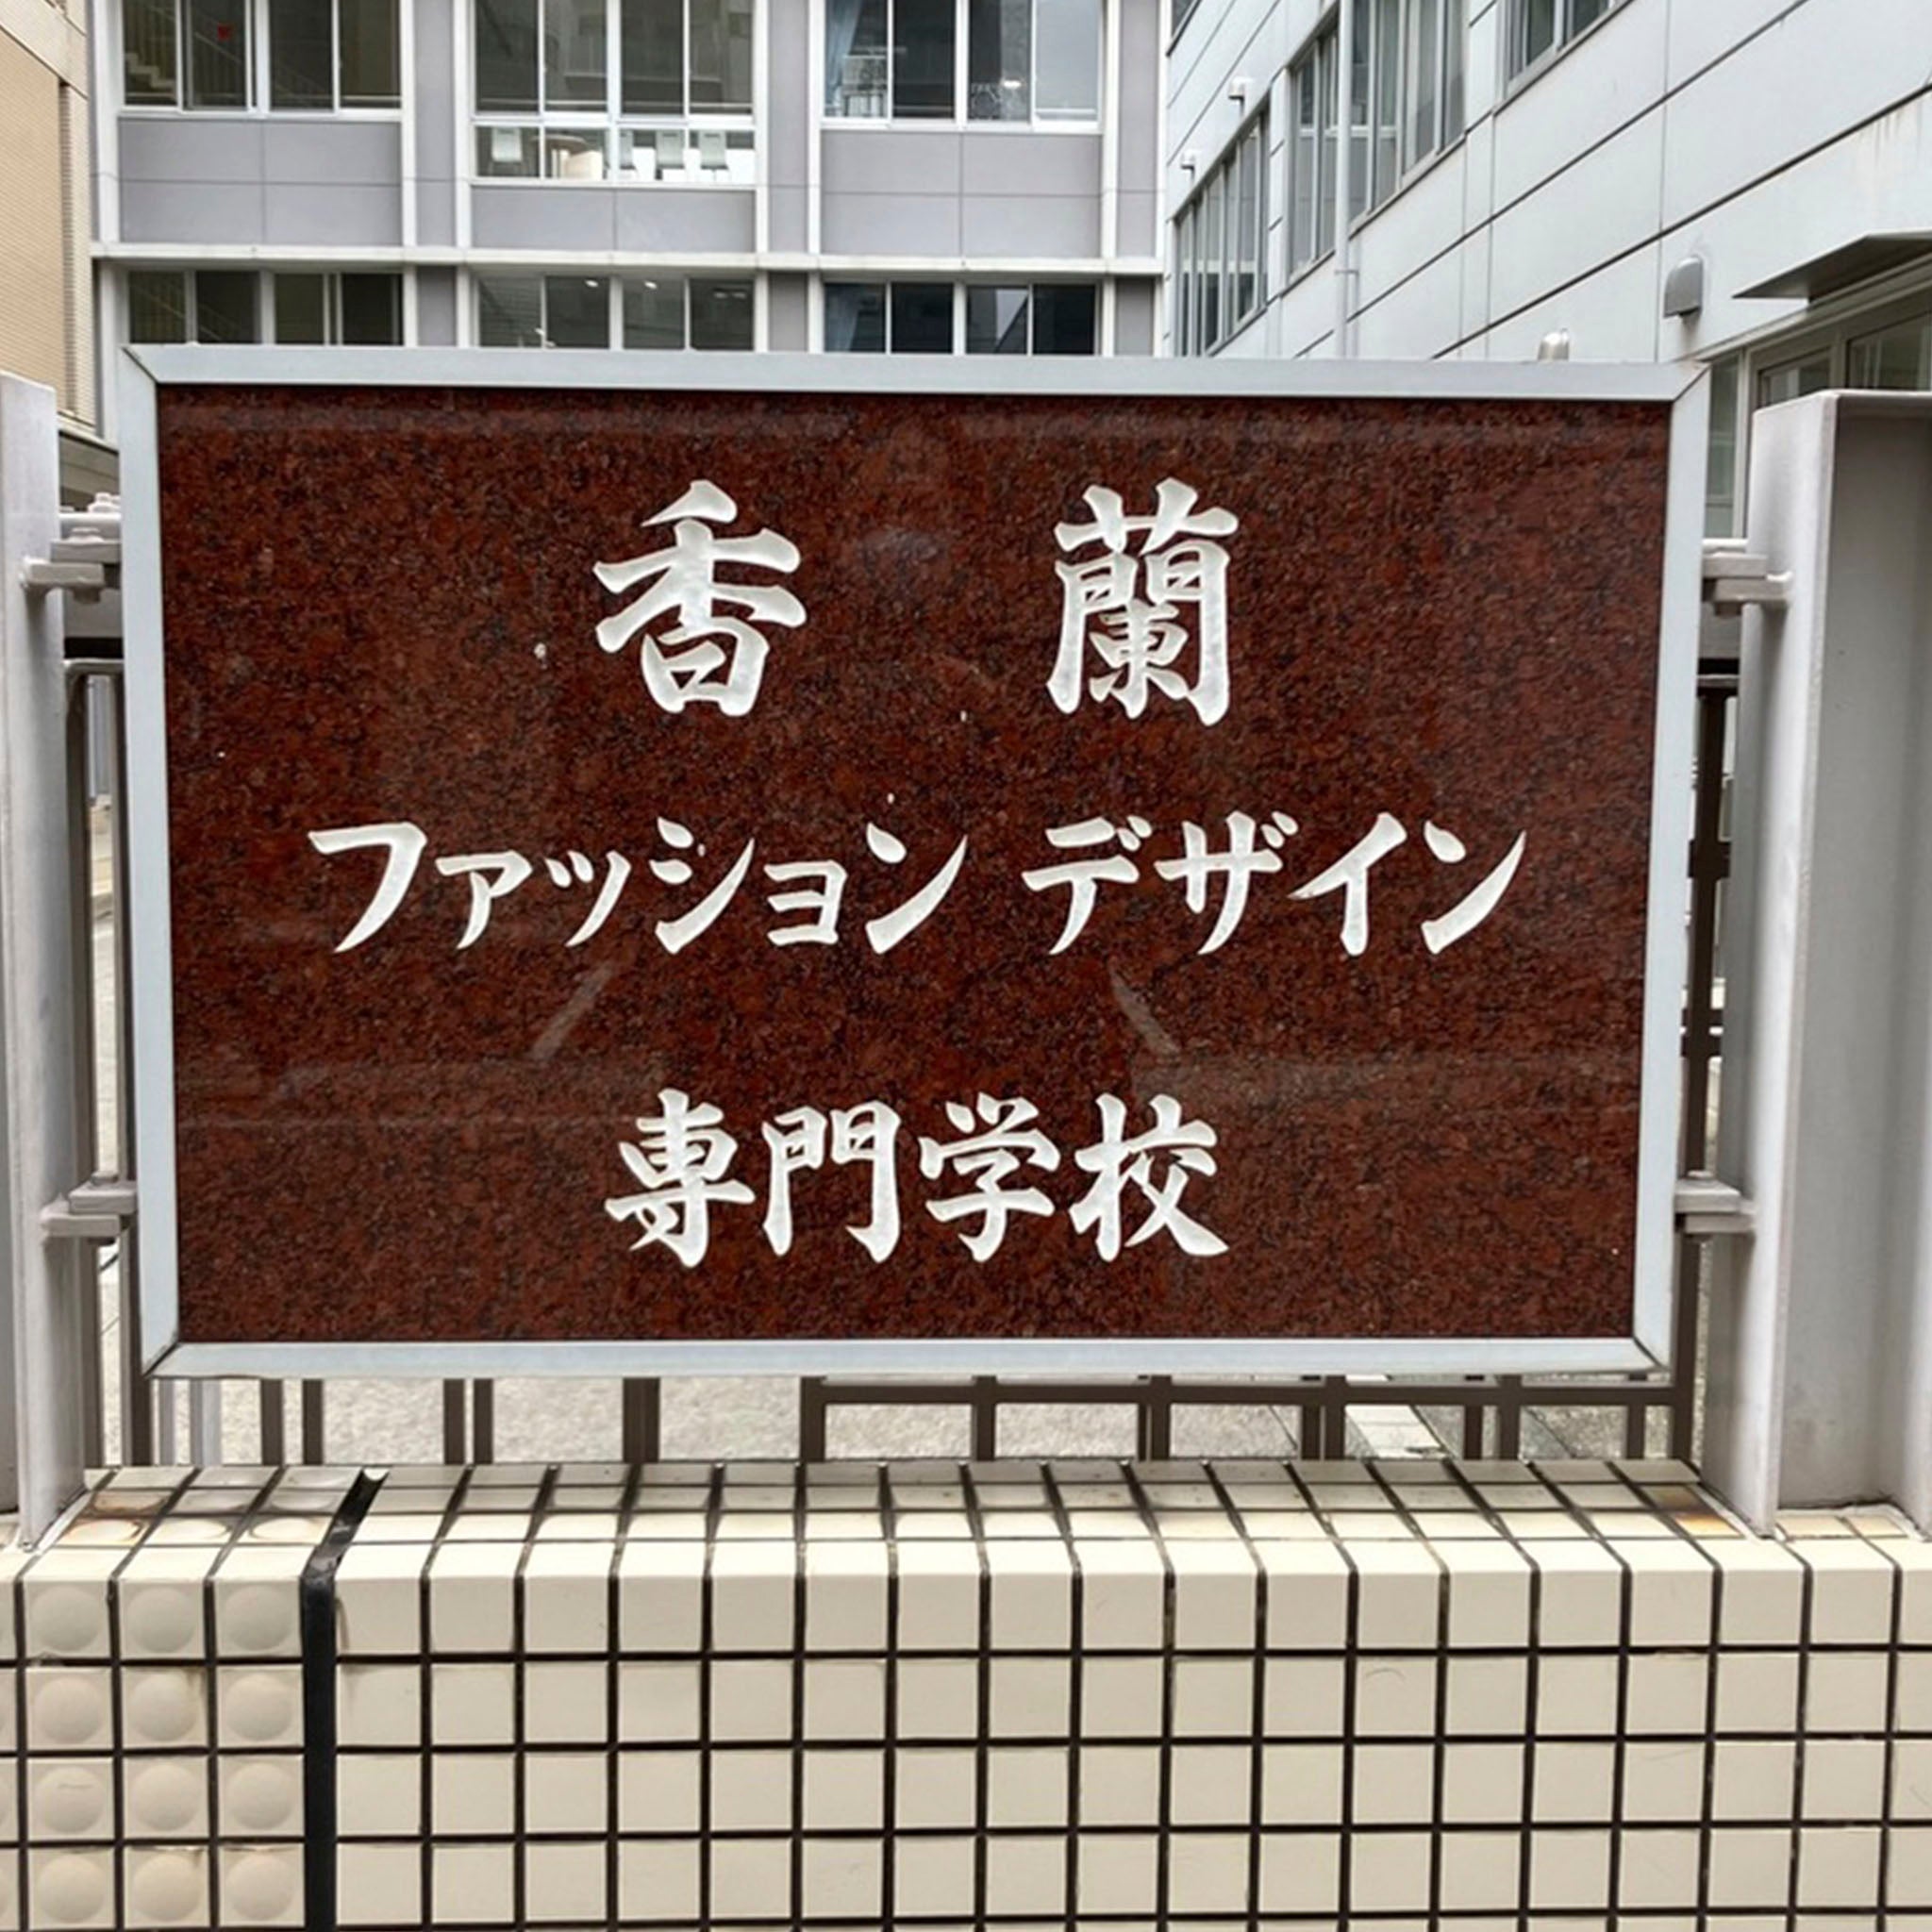 香蘭
ファッションデザイン
専門学校